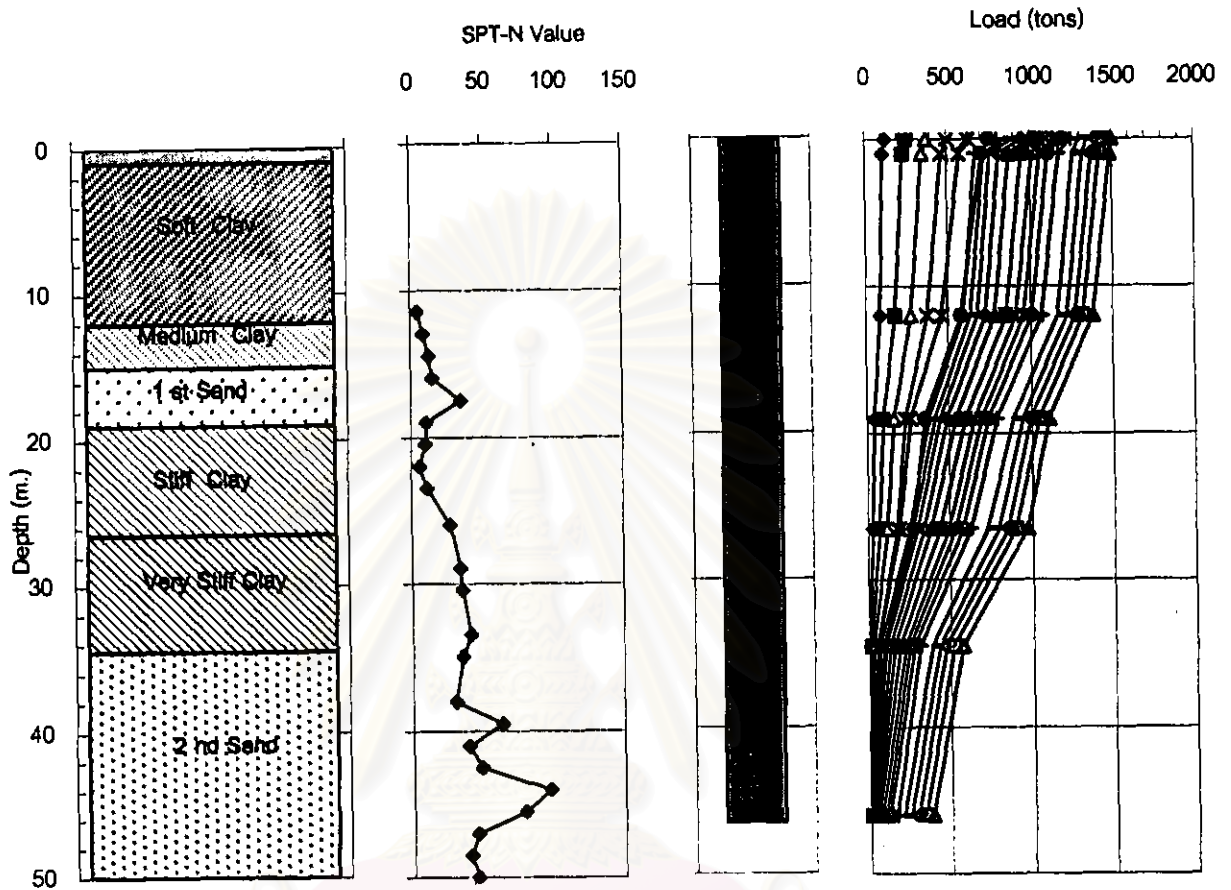 SPT-N Value
Load (tons)
0 50 100 150
0 500 1000 1500 2000
0
10
20
30
40
50
Depth (m.)
Soft Clay
Medium Clay
1 st Sand
Stiff Clay
Very Stiff Clay
2 nd Sand